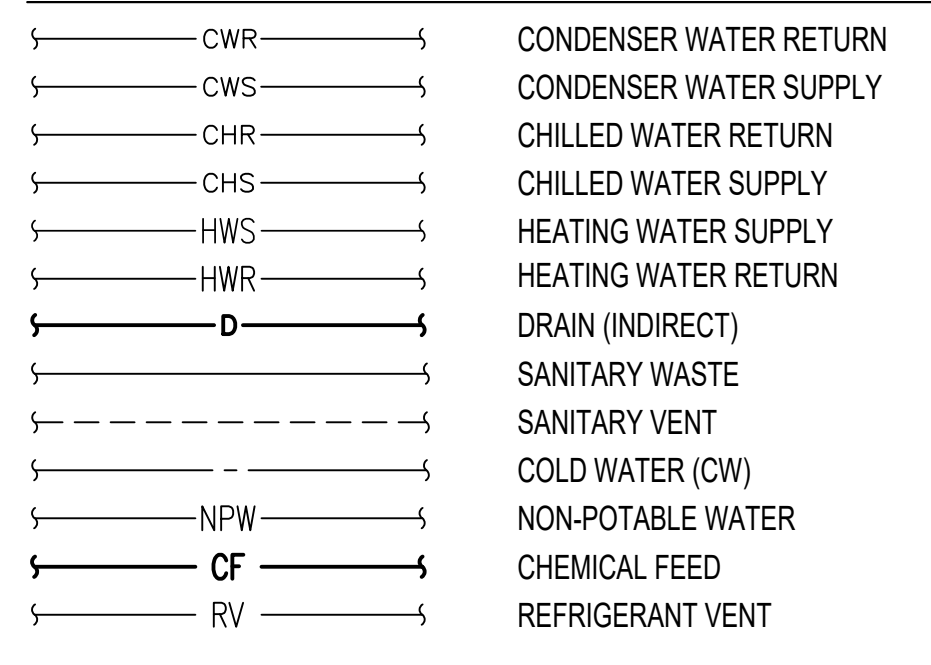 CWR CONDENSER WATER RETURN
CWS CONDENSER WATER SUPPLY
CHR CHILLED WATER RETURN
CHS CHILLED WATER SUPPLY
HWS HEATING WATER SUPPLY
HWR HEATING WATER RETURN
D DRAIN (INDIRECT)
SANITARY WASTE
SANITARY VENT
COLD WATER (CW)
NPW NON-POTABLE WATER
CF CHEMICAL FEED
RV REFRIGERANT VENT